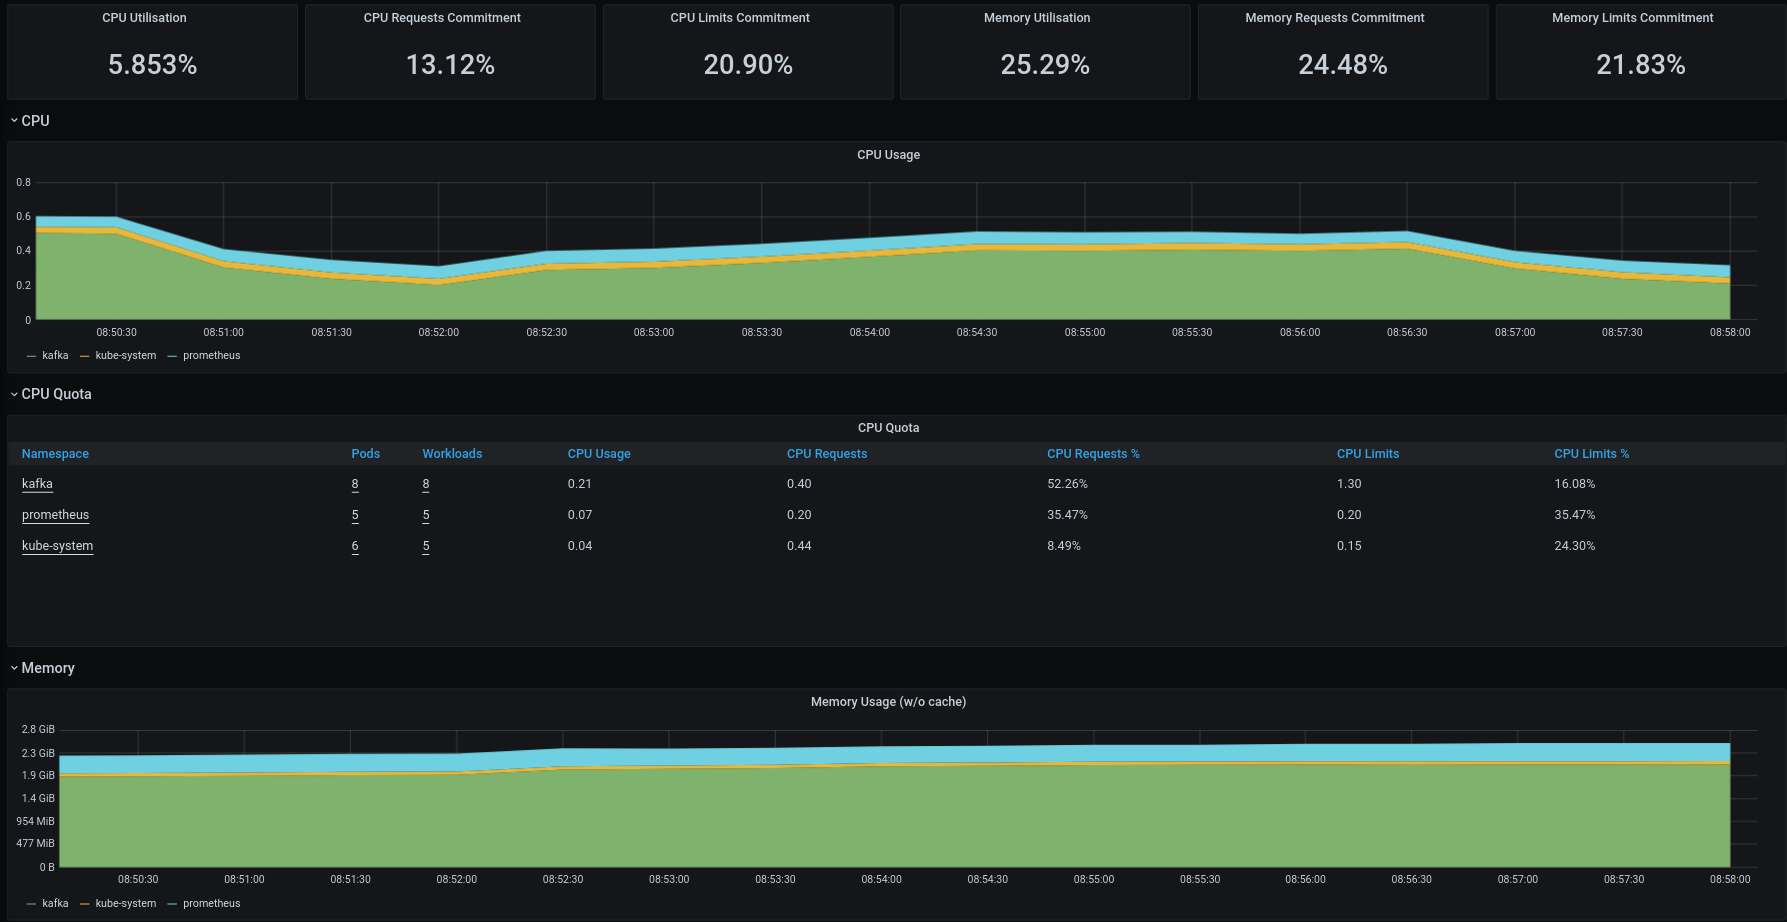 CPU Utilisation CPU Requests Commitment CPU Limits Commitment Memory Utilisation Memory Requests Commitment Memory Limits Commitment
5.853% 13.12% 20.90% 25.29% 24.48% 21.83%
CPU
CPU Usage
0.8
0.6
0.4
0.2
0
08:50:30 08:51:00 08:51:30 08:52:00 08:52:30 08:53:00 08:53:30 08:54:00 08:54:30 08:55:00 08:55:30 08:56:00 08:56:30 08:57:00 08:57:30 08:58:00
kafka kube-system prometheus
CPU Quota
CPU Quota
Namespace Pods Workloads CPU Usage CPU Requests CPU Requests % CPU Limits CPU Limits %
kafka 8 8 0.21 0.40 52.26% 1.30 16.08%
prometheus 5 5 0.07 0.20 35.47% 0.20 35.47%
kube-system 6 5 0.04 0.44 8.49% 0.15 24.30%
Memory
Memory Usage (w/o cache)
2.8 GiB
2.3 GiB
1.9 GiB
1.4 GiB
954 MiB
477 MiB
0 B
08:50:30 08:51:00 08:51:30 08:52:00 08:52:30 08:53:00 08:53:30 08:54:00 08:54:30 08:55:00 08:55:30 08:56:00 08:56:30 08:57:00 08:57:30 08:58:00
kafka kube-system prometheus